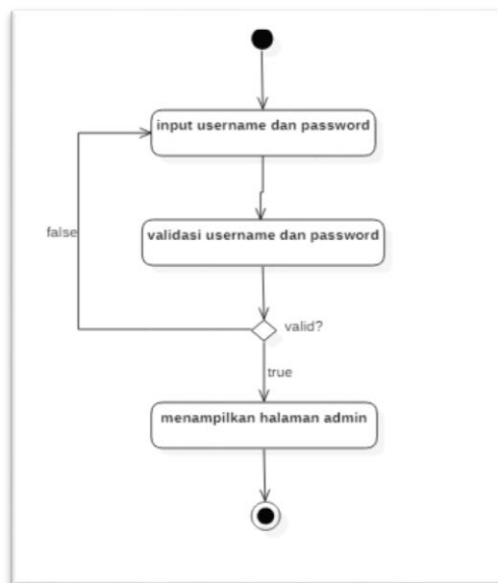 input username dan password
false
validasi username dan password
valid?
true
menampilkan halaman admin